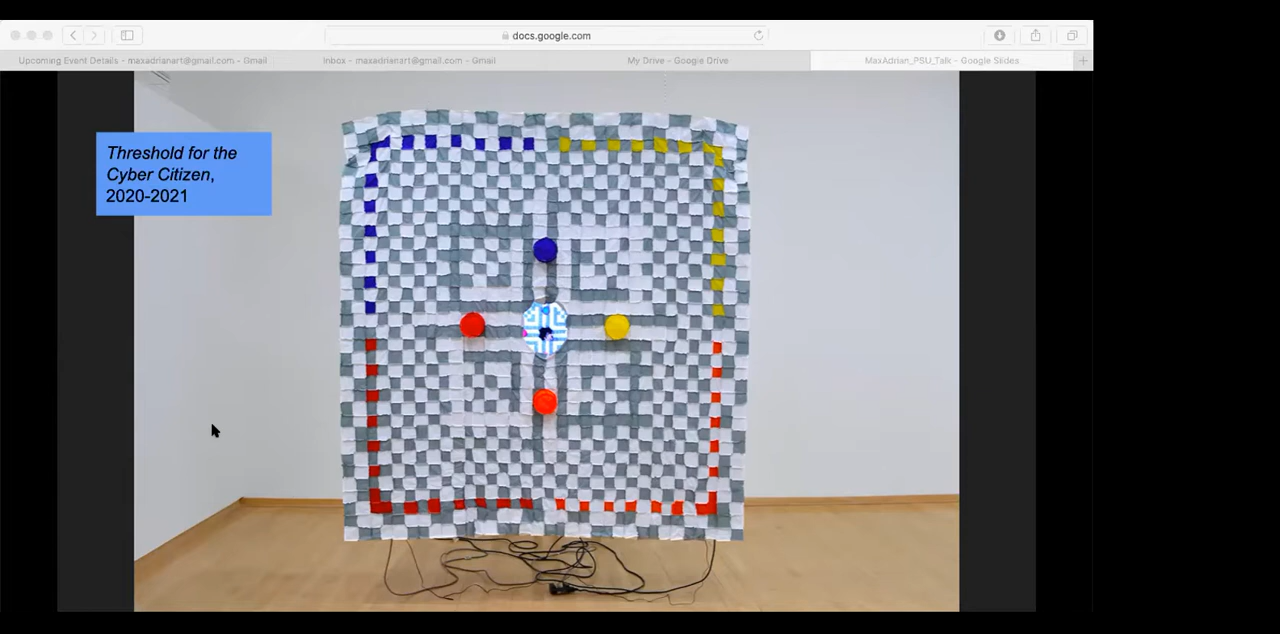 docs.google.com
Upcoming Event Details - maxadrianart@gmail.com - Gmail
Inbox - maxadrianart@gmail.com - Gmail
My Drive - Google Drive
MaxAdrian_PSU_Talk - Google Slides
Threshold for the
Cyber Citizen,
2020-2021